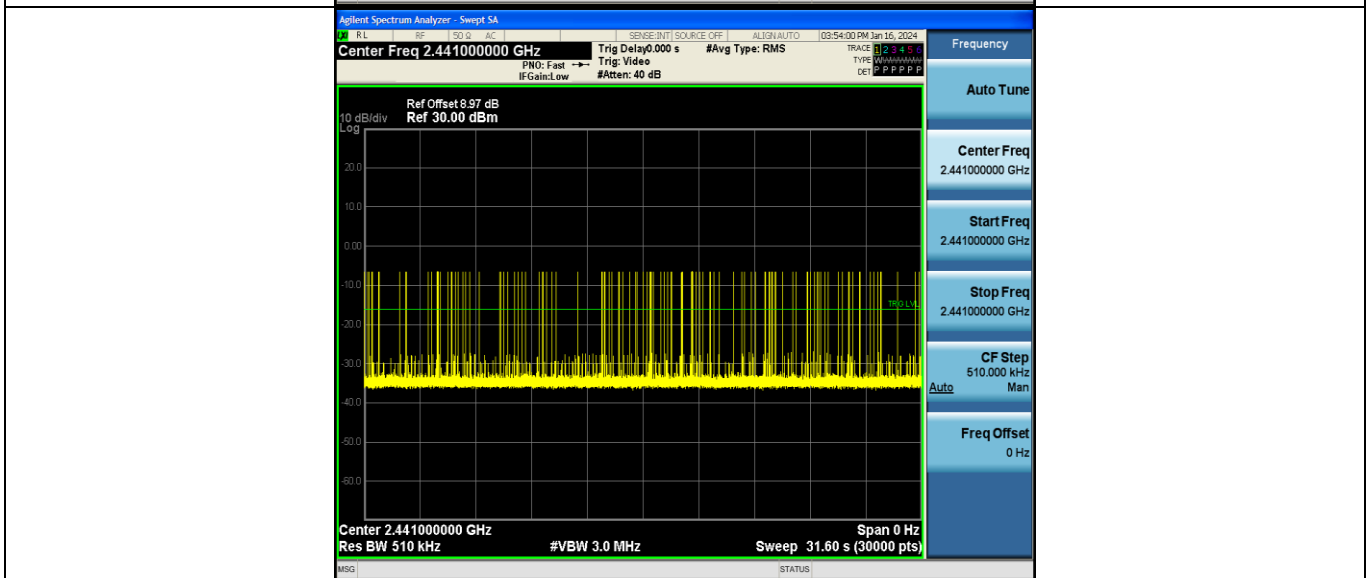 Agilent Spectrum Analyzer - Swept SA
RL RF 50 Ω AC SENSE:INT SOURCE OFF ALIGNAUTO 03:54:00 PM Jan 16, 2024
Center Freq 2.441000000 GHz
PNO: Fast
IFGain:Low
Trig Delay0.000 s
Trig: Video
#Atten: 40 dB
#Avg Type: RMS
TRACE 1 2 3 4 5 6
TYPE WWWWWW
DET P P P P P P
Ref Offset 8.97 dB
10 dB/div Ref 30.00 dBm
Log
20.0
10.0
0.00
-10.0
TRG LVL
-20.0
-30.0
-40.0
-50.0
-60.0
Center 2.441000000 GHz Span 0 Hz
Res BW 510 kHz #VBW 3.0 MHz Sweep 31.60 s (30000 pts)
MSG STATUS
Frequency
Auto Tune
Center Freq
2.441000000 GHz
Start Freq
2.441000000 GHz
Stop Freq
2.441000000 GHz
CF Step
510.000 kHz
Auto Man
Freq Offset
0 Hz